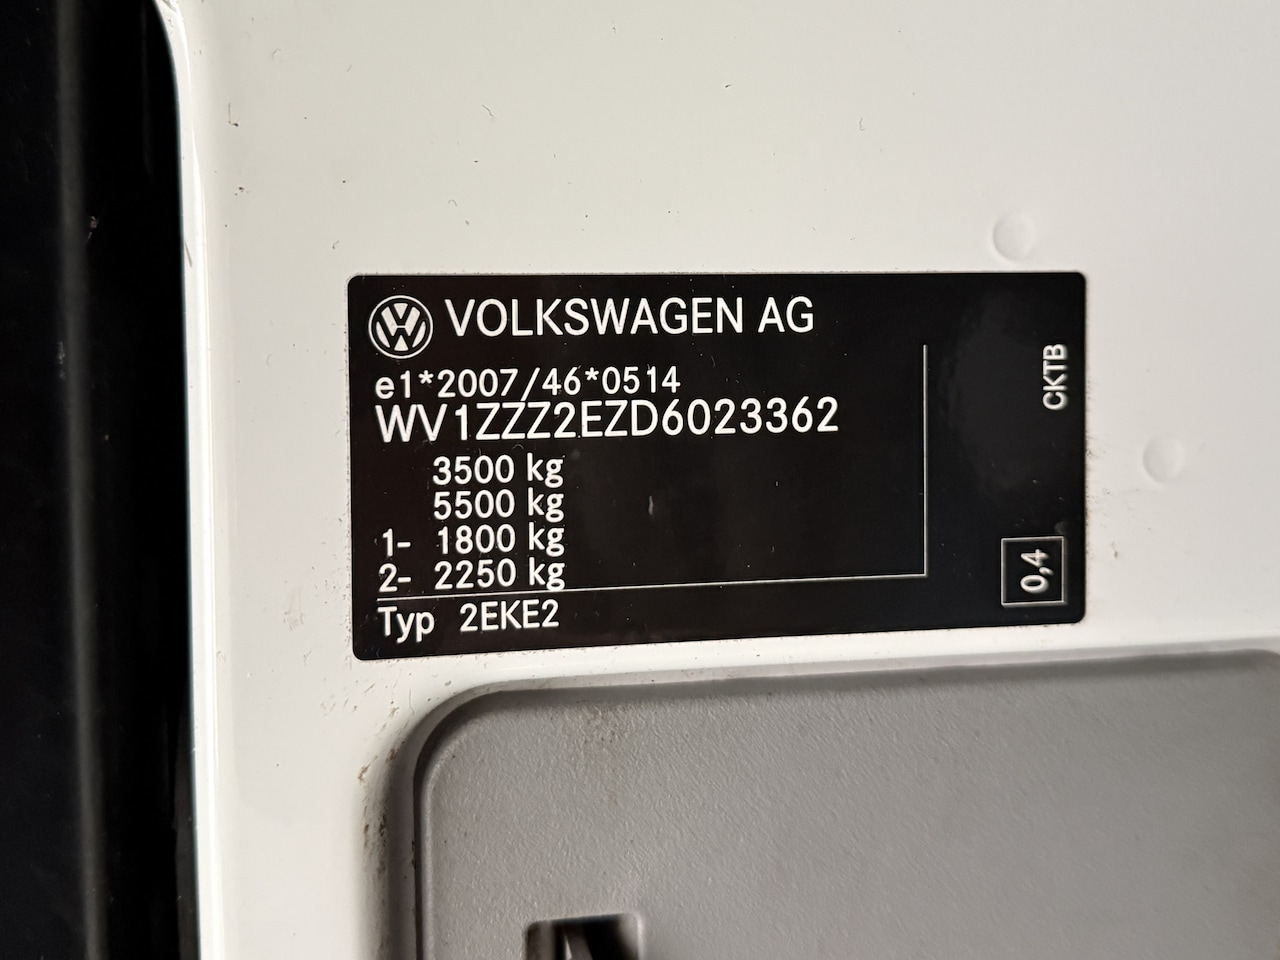 VOLKSWAGEN AG
e1*2007/46*0514
WV1ZZZ2EZD6023362
3500 kg
5500 kg
1- 1800 kg
2- 2250 kg
Typ 2EKE2
CKTB
0,4